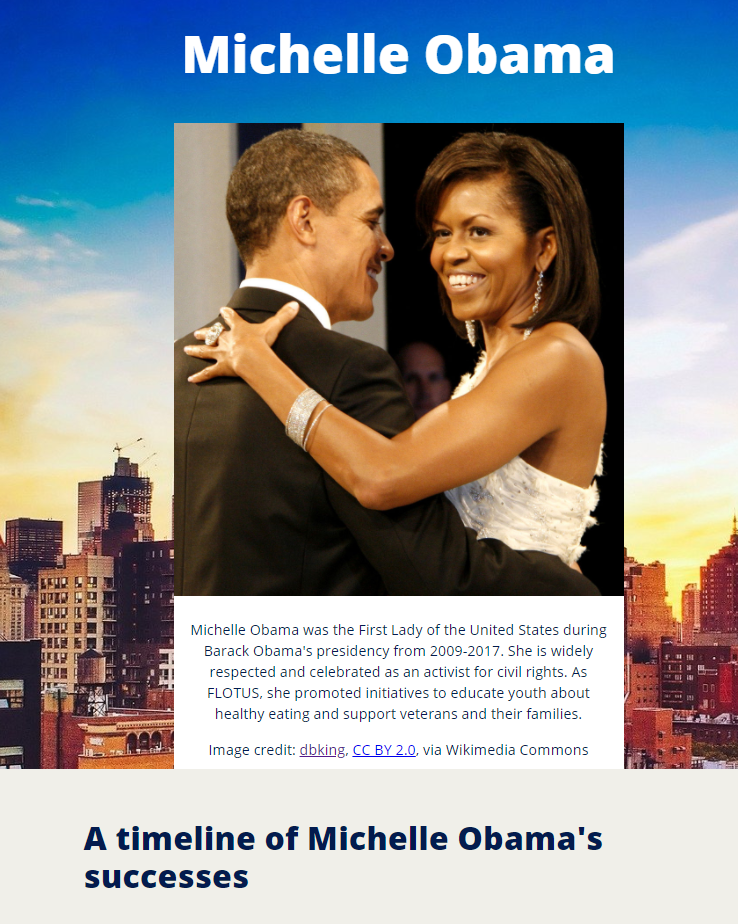 Michelle Obama
Michelle Obama was the First Lady of the United States during
Barack Obama's presidency from 2009-2017. She is widely
respected and celebrated as an activist for civil rights. As
FLOTUS, she promoted initiatives to educate youth about
healthy eating and support veterans and their families.
Image credit: dbking, CC BY 2.0, via Wikimedia Commons
A timeline of Michelle Obama's
successes